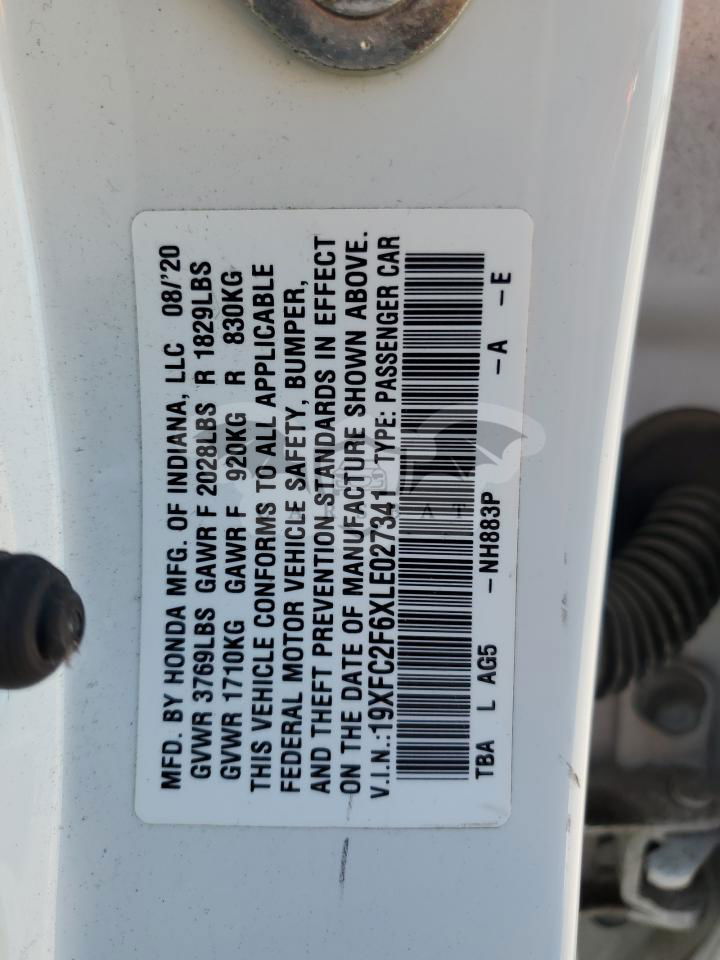 MFD. BY HONDA MFG. OF INDIANA, LLC 08/'20
GVWR 3769LBS GAWR F 2028LBS R 1829LBS
GVWR 1710KG GAWR F 920KG R 830KG
THIS VEHICLE CONFORMS TO ALL APPLICABLE
FEDERAL MOTOR VEHICLE SAFETY, BUMPER,
AND THEFT PREVENTION STANDARDS IN EFFECT
ON THE DATE OF MANUFACTURE SHOWN ABOVE.
V.I.N.:19XFC2F6XLE027341 TYPE: PASSENGER CAR
TBA L AG5 -NH883P -A -E